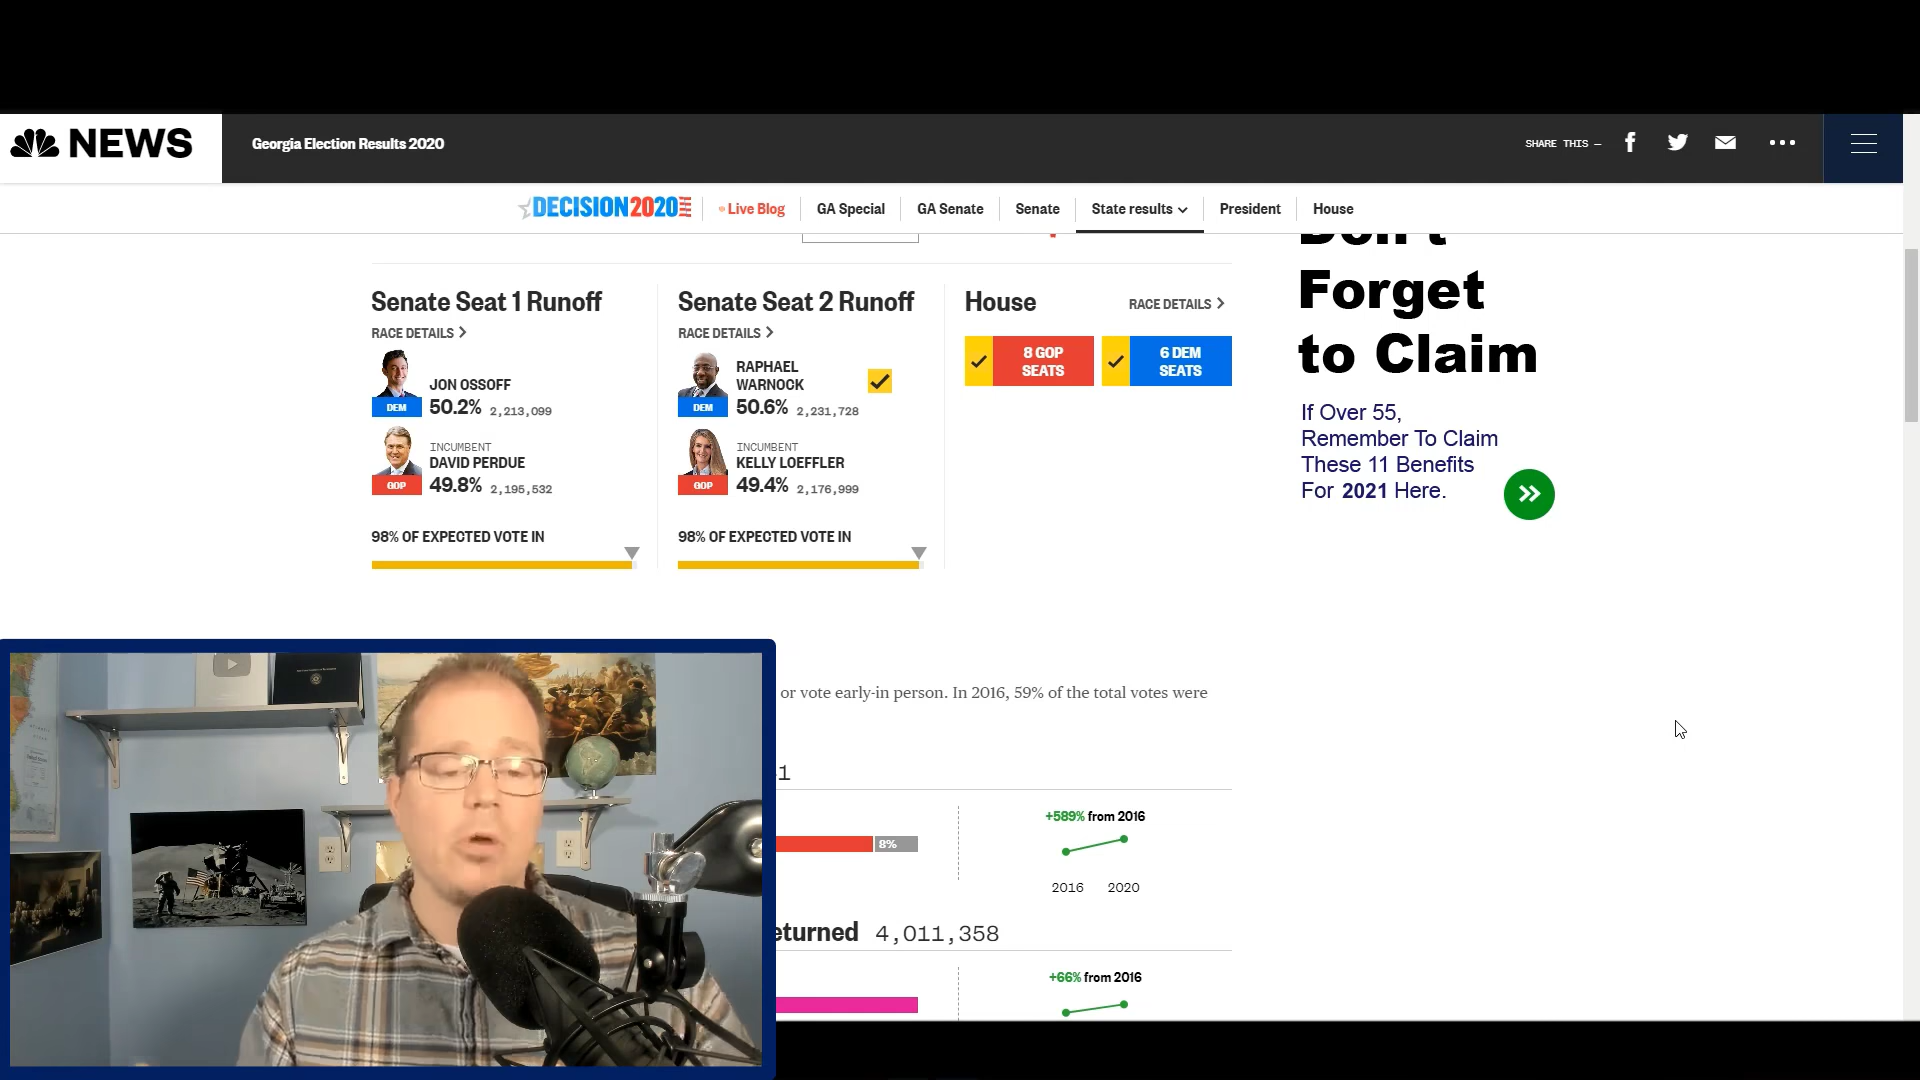 NEWS
Georgia Election Results 2020
SHARE THIS —
DECISION 2020
Live Blog
GA Special
GA Senate
Senate
State results
President
House
Don't
Forget
to Claim
If Over 55,
Remember To Claim
These 11 Benefits
For 2021 Here.
Senate Seat 1 Runoff
RACE DETAILS
JON OSSOFF
DEM
50.2% 2,213,099
INCUMBENT
DAVID PERDUE
GOP
49.8% 2,195,532
98% OF EXPECTED VOTE IN
Senate Seat 2 Runoff
RACE DETAILS
RAPHAEL
WARNOCK
DEM
50.6% 2,231,728
INCUMBENT
KELLY LOEFFLER
GOP
49.4% 2,176,999
98% OF EXPECTED VOTE IN
House
RACE DETAILS
8 GOP
SEATS
6 DEM
SEATS
or vote early-in person. In 2016, 59% of the total votes were
1
8%
+589% from 2016
2016 2020
eturned 4,011,358
+66% from 2016